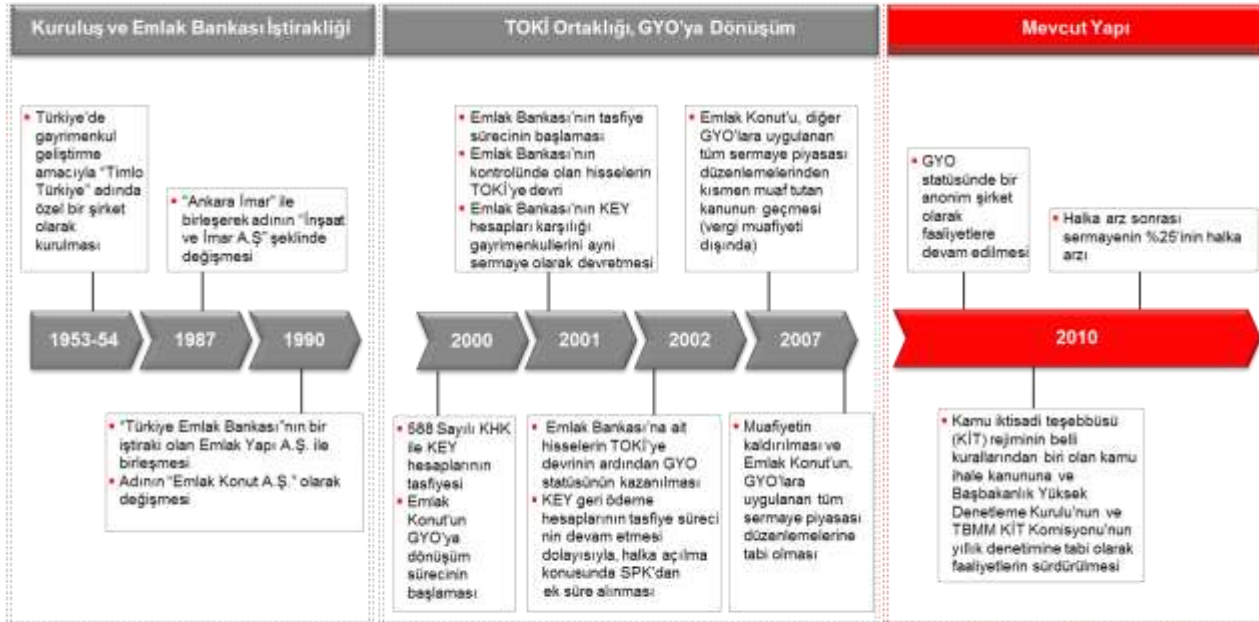 Kuruluş ve Emlak Bankası İştirakliği
TOKİ Ortaklığı, GYO'ya Dönüşüm
Mevcut Yapı
Türkiye'de
gayrimenkul
geliştirme
amacıyla "Timlo
Türkiye" adında
özel bir şirket
olarak
kurulması
"Ankara İmar" ile
birleşerek adının "İnşaat
ve İmar A.Ş" şeklinde
değişmesi
Emlak Bankası'nın tasfiye
sürecinin başlaması
Emlak Bankası'nın
kontrolünde olan hisselerin
TOKİ'ye devri
Emlak Bankası'nın KEY
hesapları karşılığı
gayrimenkullerini ayni
sermaye olarak devretmesi
Emlak Konut'u, diğer
GYO'lara uygulanan
tüm sermaye piyasası
düzenlemelerinden
kısmen muaf tutan
kanunun geçmesi
(vergi muafiyeti
dışında)
GYO
statüsünde bir
anonim şirket
olarak
faaliyetlere
devam edilmesi
Halka arz sonrası
sermayenin %25'inin halka
arzı
1953-54
1987
1990
2000
2001
2002
2007
2010
"Türkiye Emlak Bankası"nın bir
iştiraki olan Emlak Yapı A.Ş. ile
birleşmesi
Adının "Emlak Konut A.Ş." olarak
değişmesi
588 Sayılı KHK
ile KEY
hesaplarının
tasfiyesi
Emlak
Konut'un
GYO'ya
dönüşüm
sürecinin
başlaması
Emlak Bankası'na ait
hisselerin TOKİ'ye
devrinin ardından GYO
statüsünün kazanılması
KEY geri ödeme
hesaplarının tasfiye süreci
nin devam etmesi
dolayısıyla, halka açılma
konusunda SPK'dan
ek süre alınması
Muafiyetin
kaldırılması ve
Emlak Konut'un,
GYO'lara
uygulanan tüm
sermaye piyasası
düzenlemelerine
tabi olması
Kamu iktisadi teşebbüsü
(KİT) rejiminin belli
kurallarından biri olan kamu
ihale kanununa ve
Başbakanlık Yüksek
Denetleme Kurulu'nun ve
TBMM KİT Komisyonu'nun
yıllık denetimine tabi olarak
faaliyetlerin sürdürülmesi